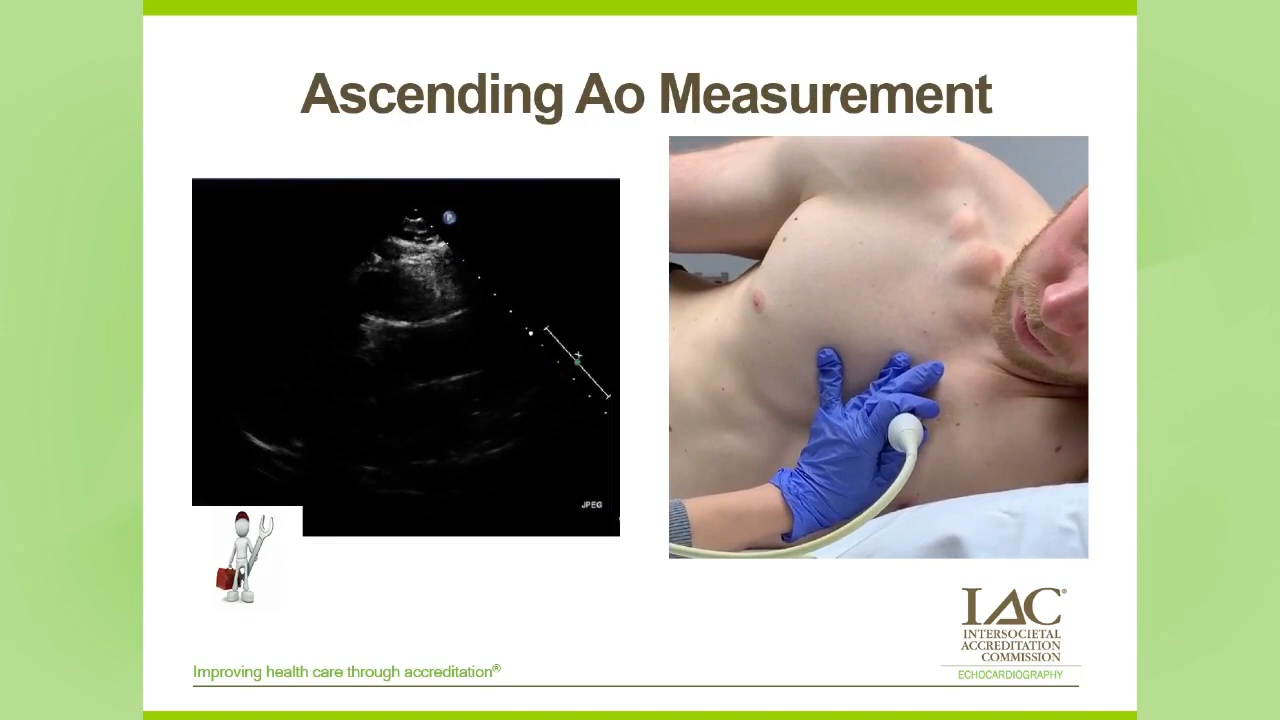 Ascending Ao Measurement
P
JPEG
IAC®
INTERSOCIETAL
ACCREDITATION
COMMISSION
ECHOCARDIOGRAPHY
Improving health care through accreditation®